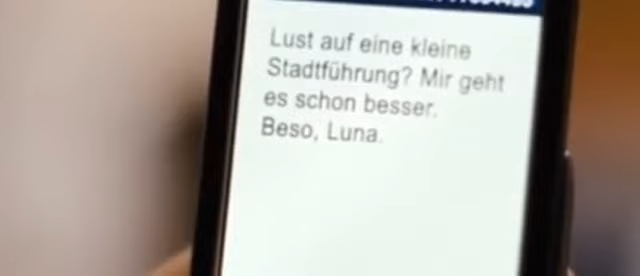 Lust auf eine kleine
Stadtführung? Mir geht
es schon besser.
Beso, Luna.